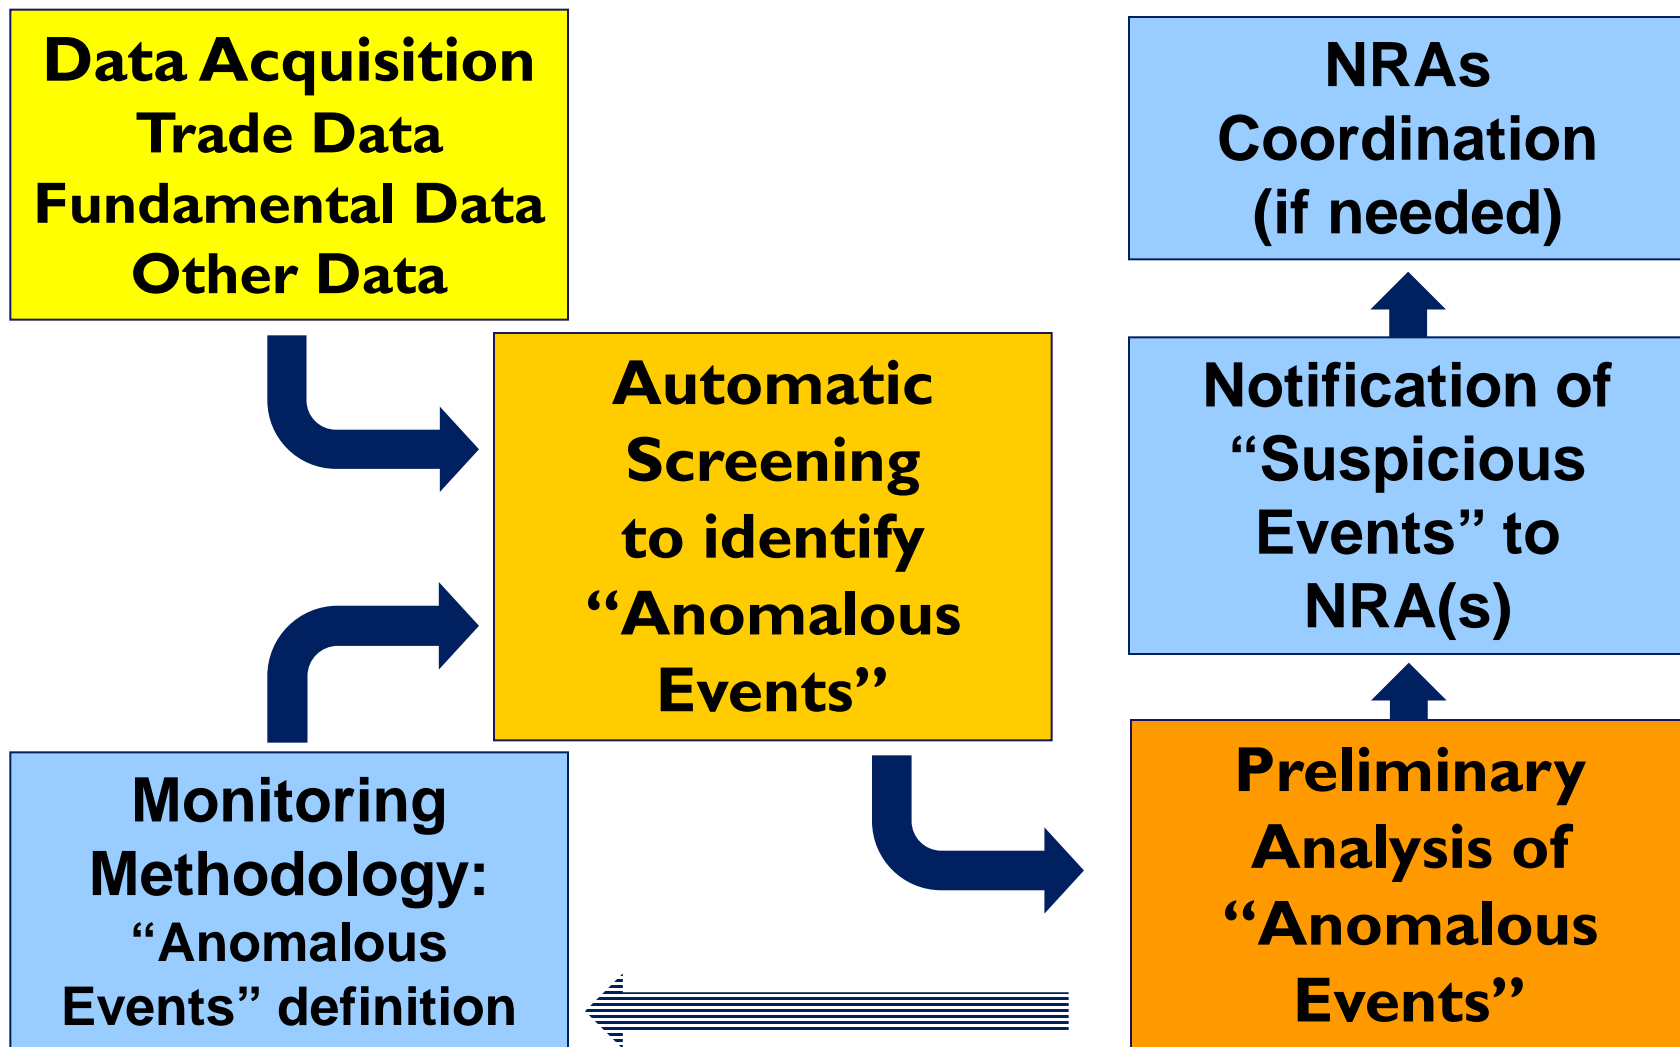 Data Acquisition
Trade Data
Fundamental Data
Other Data
Automatic
Screening
to identify
“Anomalous
Events”
Monitoring
Methodology:
“Anomalous
Events” definition
Preliminary
Analysis of
“Anomalous
Events”
Notification of
“Suspicious
Events” to
NRA(s)
NRAs
Coordination
(if needed)